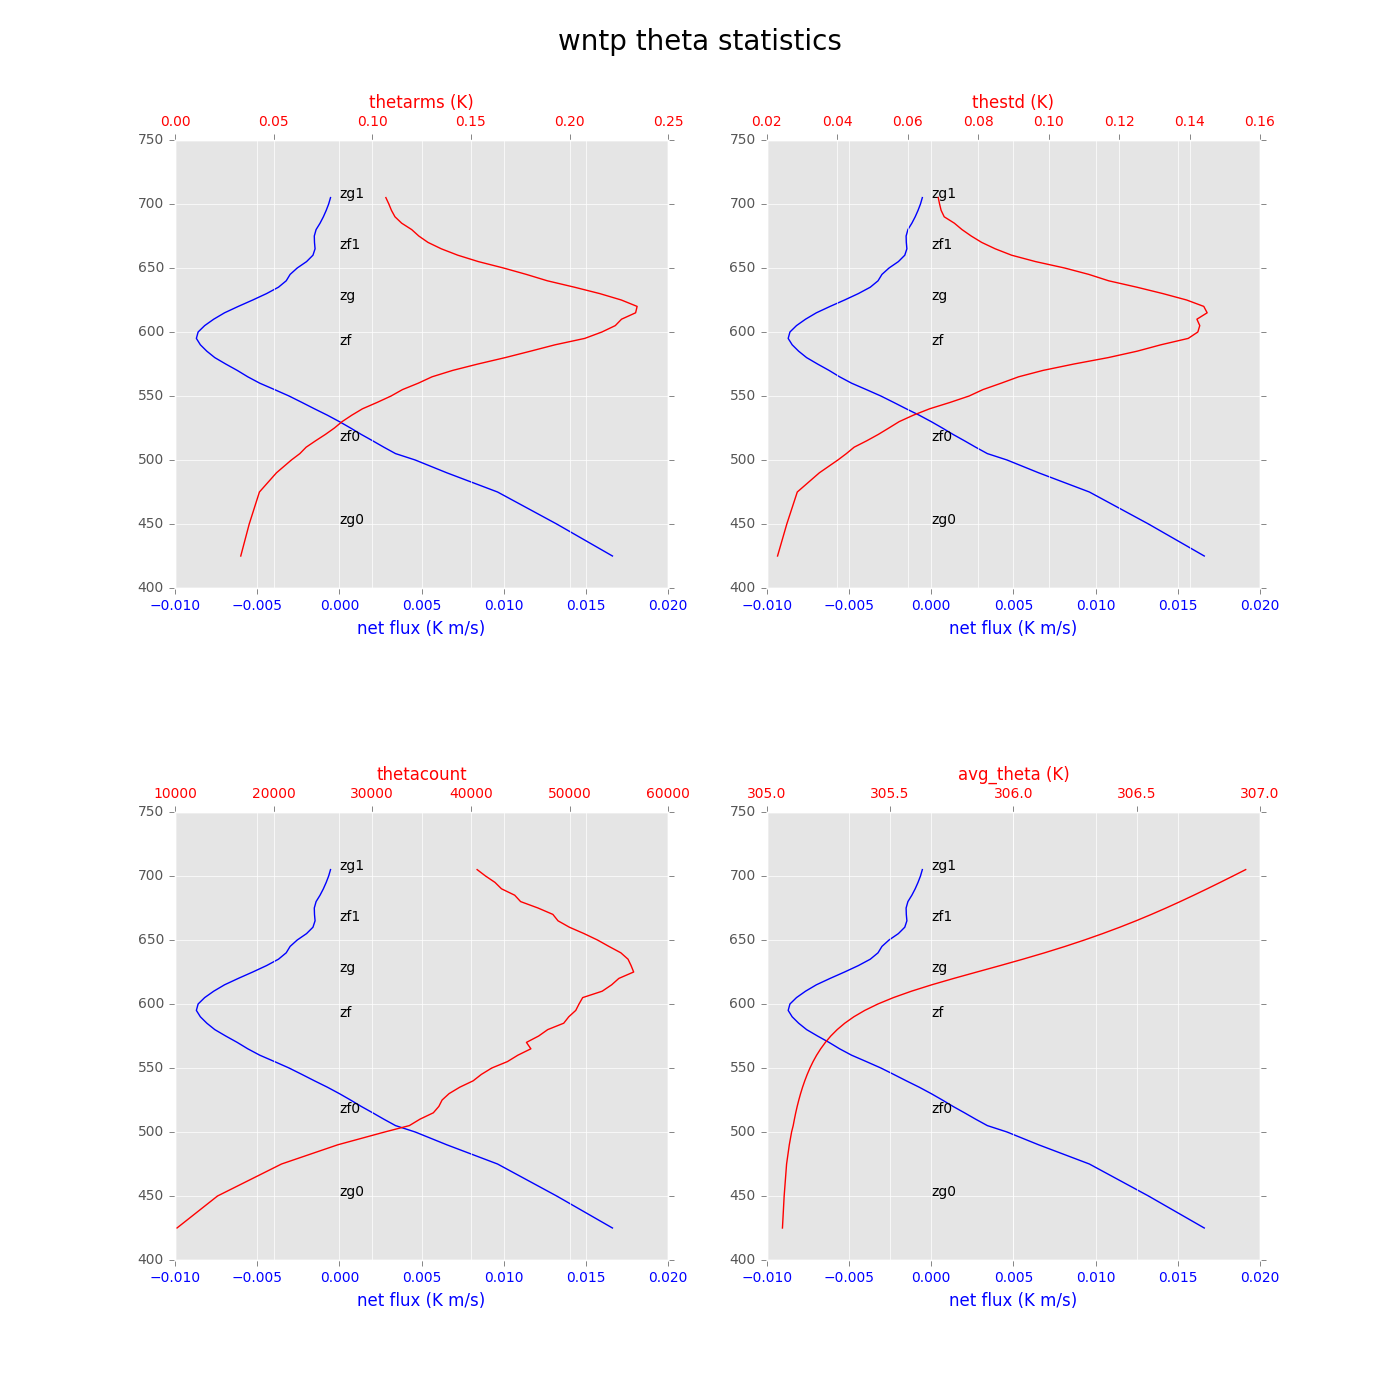 wntp theta statistics
thetarms (K)
0.00 0.05 0.10 0.15 0.20 0.25
750
700
650
600
550
500
450
400
zg1
zf1
zg
zf
zf0
zg0
−0.010 −0.005 0.000 0.005 0.010 0.015 0.020
net flux (K m/s)
thestd (K)
0.02 0.04 0.06 0.08 0.10 0.12 0.14 0.16
750
700
650
600
550
500
450
400
zg1
zf1
zg
zf
zf0
zg0
−0.010 −0.005 0.000 0.005 0.010 0.015 0.020
net flux (K m/s)
thetacount
10000 20000 30000 40000 50000 60000
750
700
650
600
550
500
450
400
zg1
zf1
zg
zf
zf0
zg0
−0.010 −0.005 0.000 0.005 0.010 0.015 0.020
net flux (K m/s)
avg_theta (K)
305.0 305.5 306.0 306.5 307.0
750
700
650
600
550
500
450
400
zg1
zf1
zg
zf
zf0
zg0
−0.010 −0.005 0.000 0.005 0.010 0.015 0.020
net flux (K m/s)